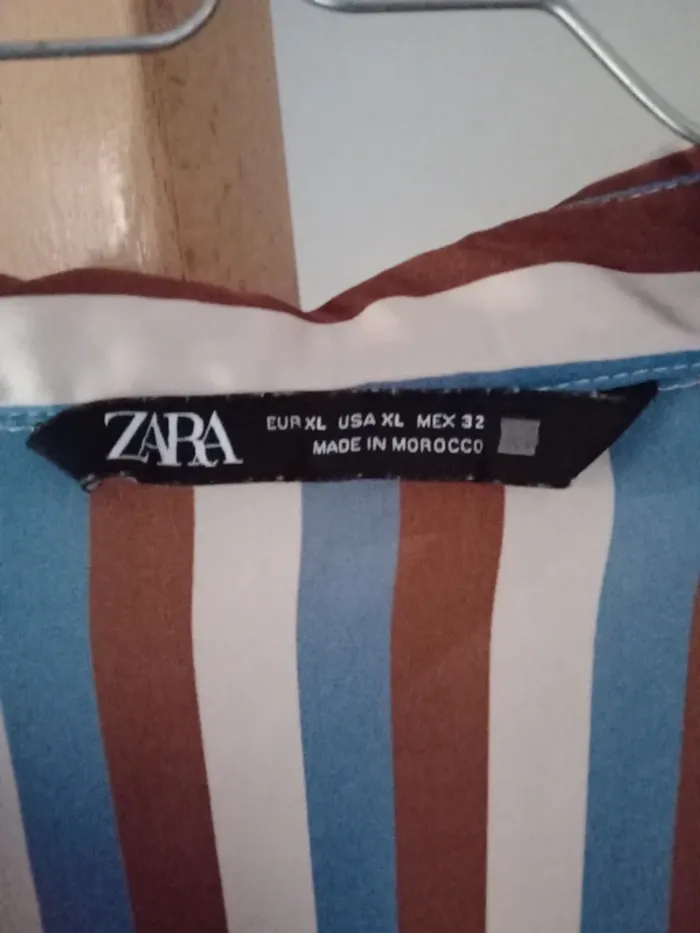 ZARA
EUR XL USA XL MEX 32
MADE IN MOROCCO